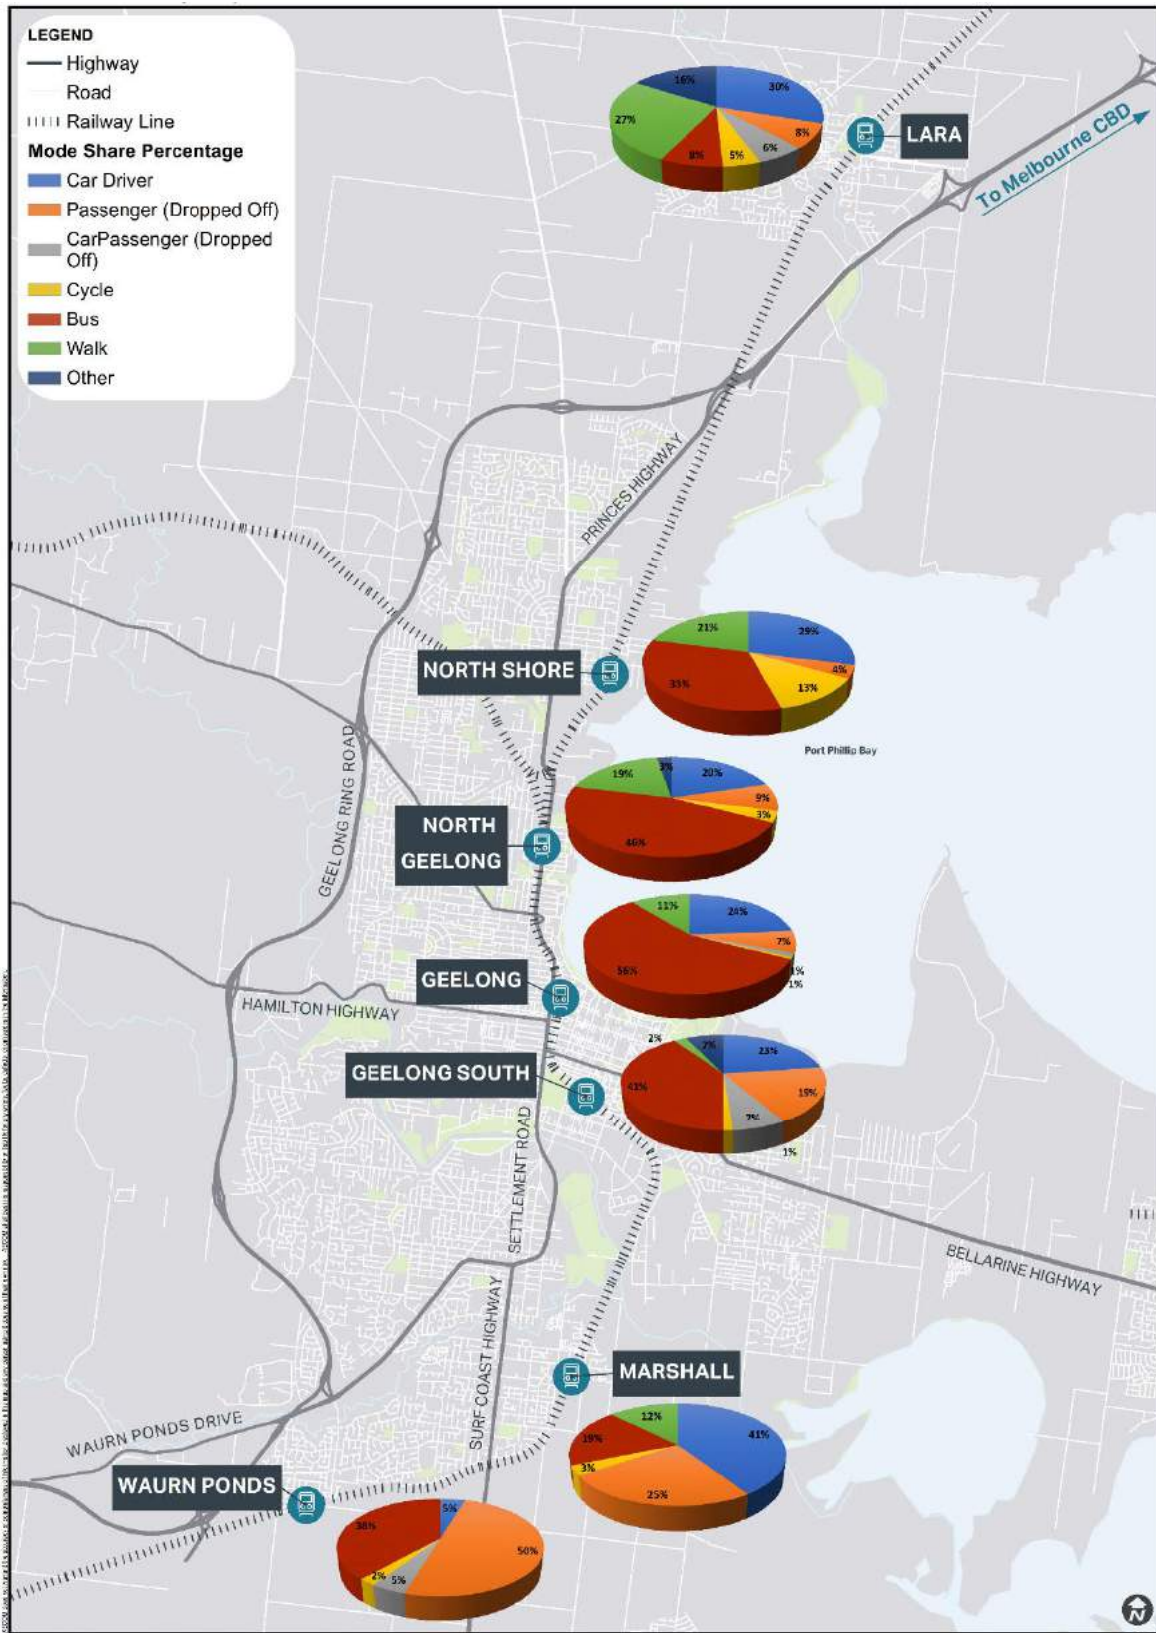 LEGEND
Highway
Road
Railway Line
Mode Share Percentage
Car Driver
Passenger (Dropped Off)
CarPassenger (Dropped
Off)
Cycle
Bus
Walk
Other
16%
30%
27%
8%
8%
5%
6%
LARA
To Melbourne CBD
PRINCES HIGHWAY
NORTH SHORE
21%
29%
4%
33%
13%
Port Phillip Bay
GEELONG RING ROAD
NORTH
GEELONG
3%
19%
20%
9%
3%
46%
11%
24%
7%
56%
1%
1%
GEELONG
HAMILTON HIGHWAY
GEELONG SOUTH
2%
7%
23%
41%
19%
7%
1%
SETTLEMENT ROAD
BELLARINE HIGHWAY
SURF COAST HIGHWAY
MARSHALL
12%
19%
41%
3%
25%
WAURN PONDS DRIVE
WAURN PONDS
5%
38%
50%
2%
5%
N